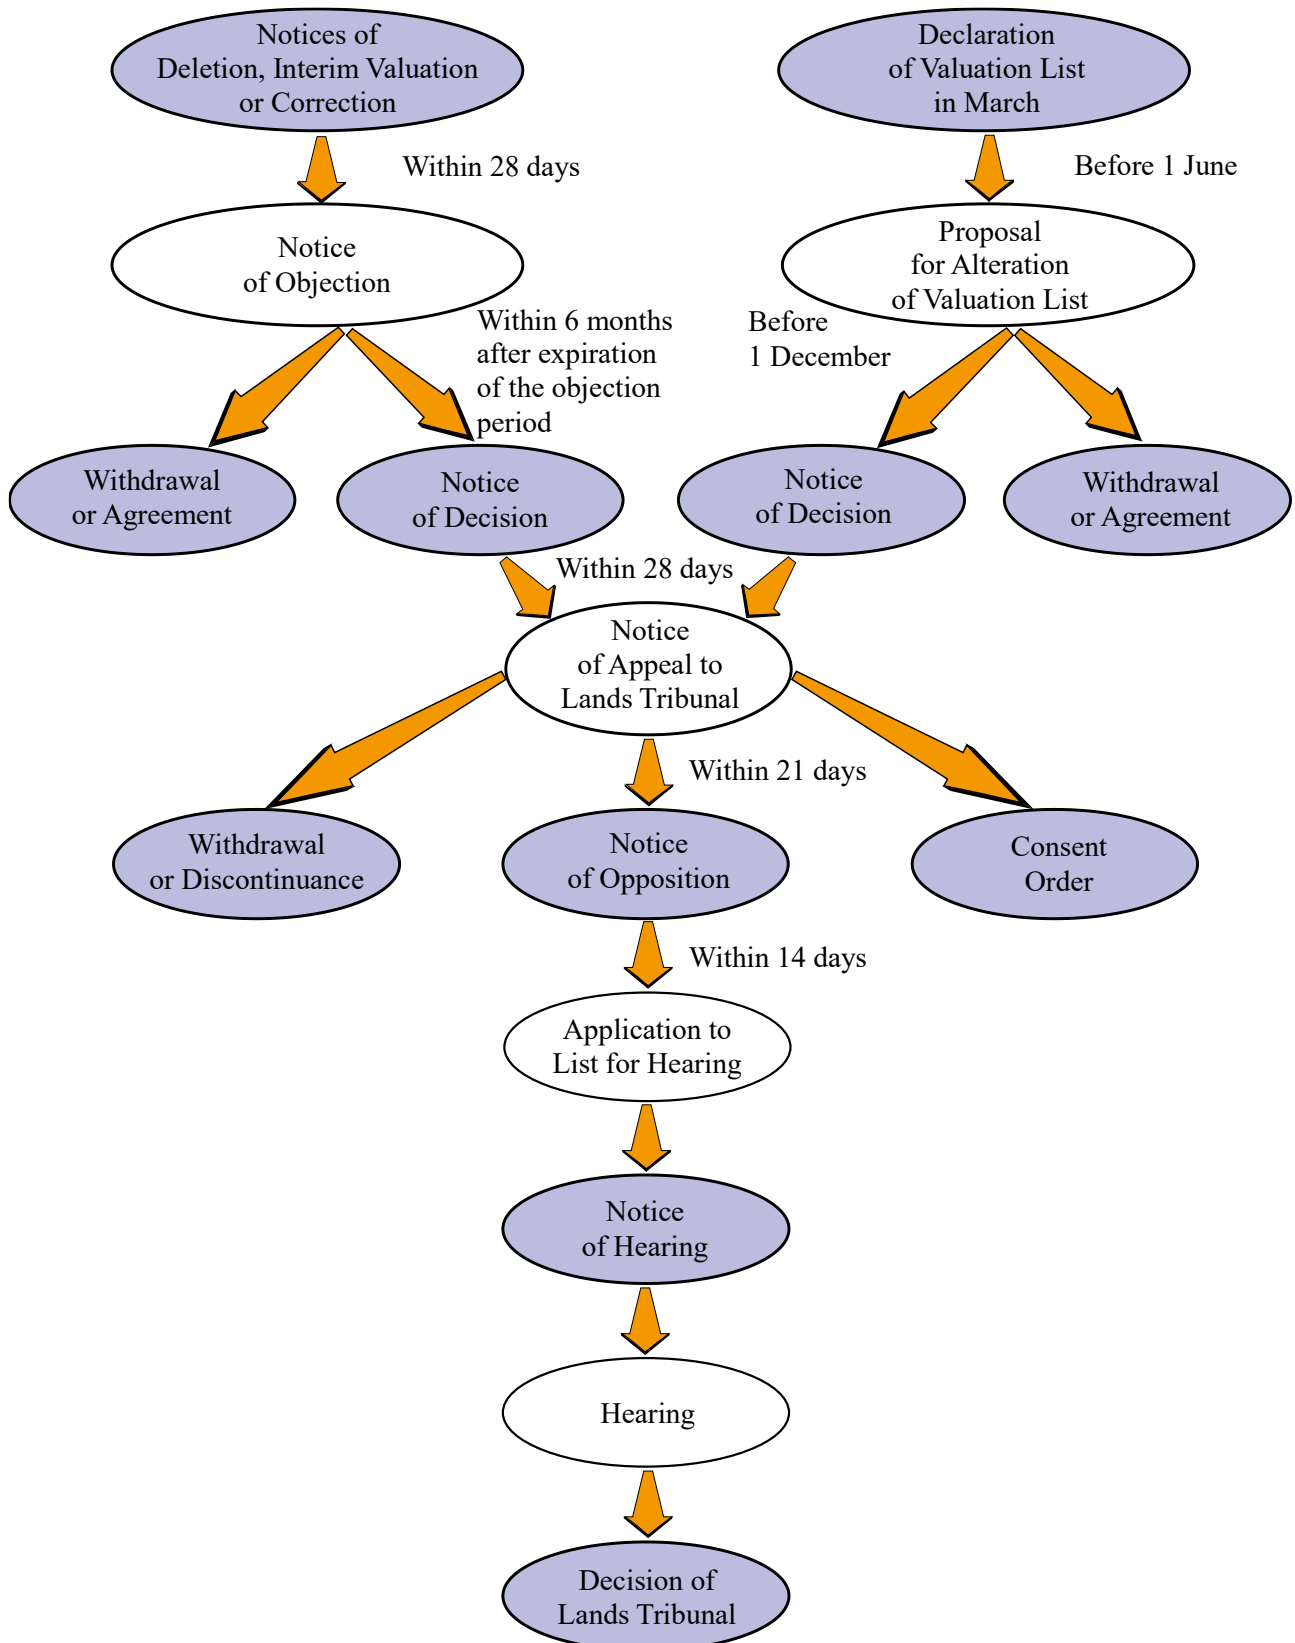 Notices of
Deletion, Interim Valuation
or Correction
Declaration
of Valuation List
in March
Within 28 days
Before 1 June
Notice
of Objection
Proposal
for Alteration
of Valuation List
Within 6 months
after expiration
of the objection
period
Before
1 December
Withdrawal
or Agreement
Notice
of Decision
Notice
of Decision
Withdrawal
or Agreement
Within 28 days
Notice
of Appeal to
Lands Tribunal
Within 21 days
Withdrawal
or Discontinuance
Notice
of Opposition
Consent
Order
Within 14 days
Application to
List for Hearing
Notice
of Hearing
Hearing
Decision of
Lands Tribunal